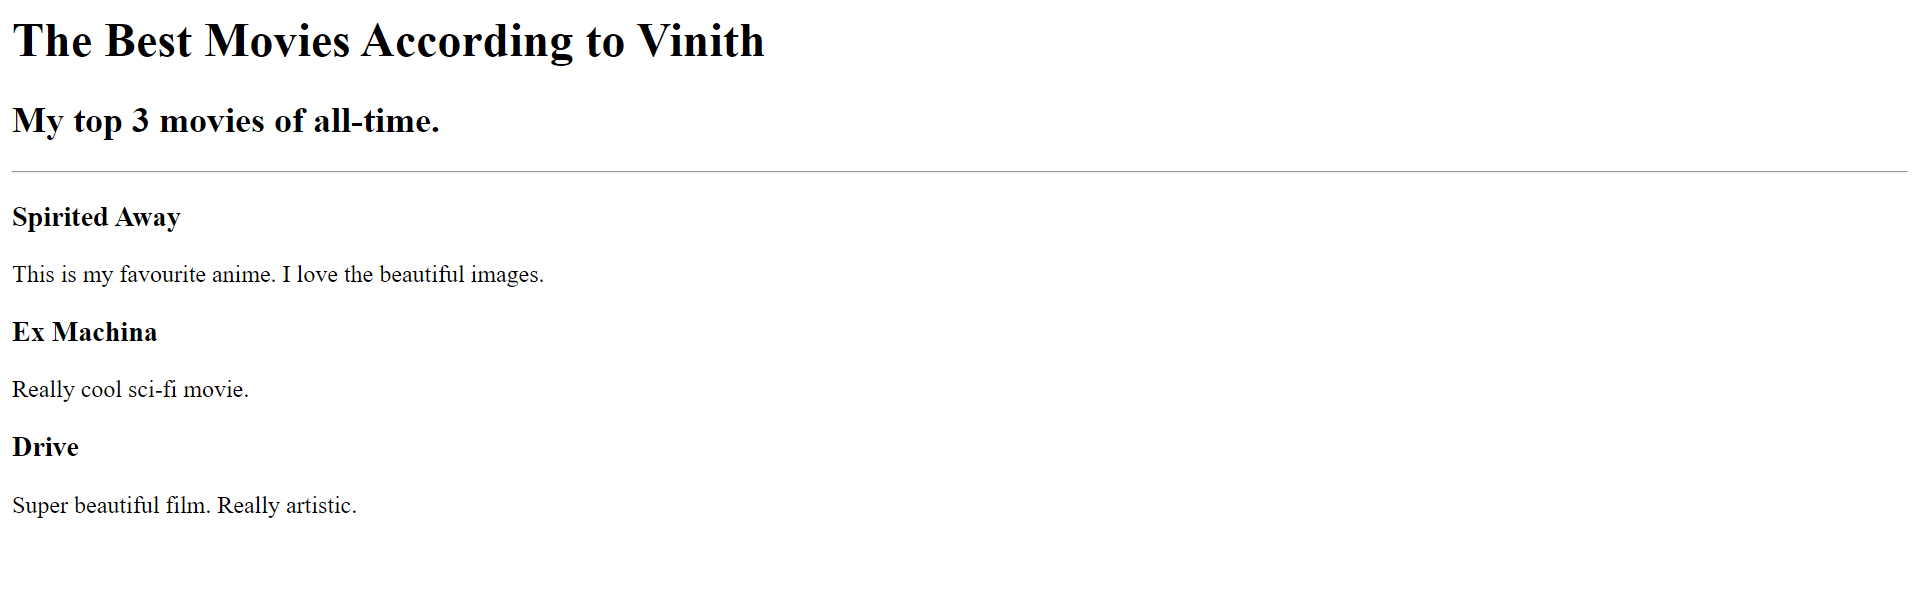 The Best Movies According to Vinith
My top 3 movies of all-time.
Spirited Away
This is my favourite anime. I love the beautiful images.
Ex Machina
Really cool sci-fi movie.
Drive
Super beautiful film. Really artistic.